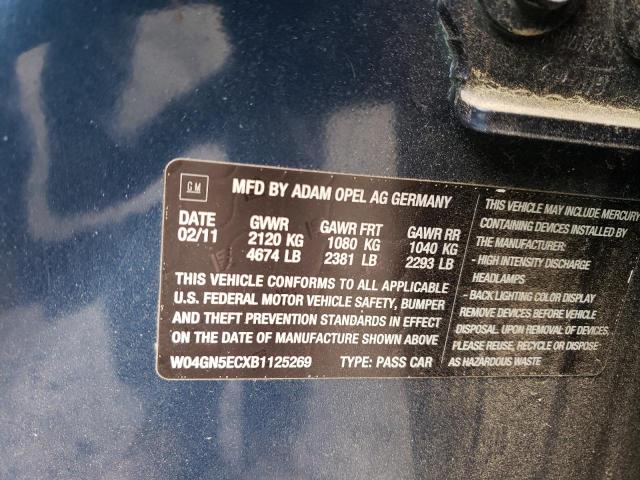 GM
MFD BY ADAM OPEL AG GERMANY
DATE
02/11
GVWR
2120 KG
4674 LB
GAWR FRT
1080 KG
2381 LB
GAWR RR
1040 KG
2293 LB
THIS VEHICLE CONFORMS TO ALL APPLICABLE
U.S. FEDERAL MOTOR VEHICLE SAFETY, BUMPER
AND THEFT PREVENTION STANDARDS IN EFFECT
ON THE DATE OF MANUFACTURE SHOWN ABOVE
W04GN5ECXB1125269 TYPE: PASS CAR
THIS VEHICLE MAY INCLUDE MERCURY
CONTAINING DEVICES INSTALLED BY
THE MANUFACTURER:
- HIGH INTENSITY DISCHARGE
HEADLAMPS
- BACK LIGHTING COLOR DISPLAY
REMOVE DEVICES BEFORE VEHICLE
DISPOSAL. UPON REMOVAL OF DEVICES,
PLEASE REUSE, RECYCLE OR DISPOSE
AS HAZARDOUS WASTE